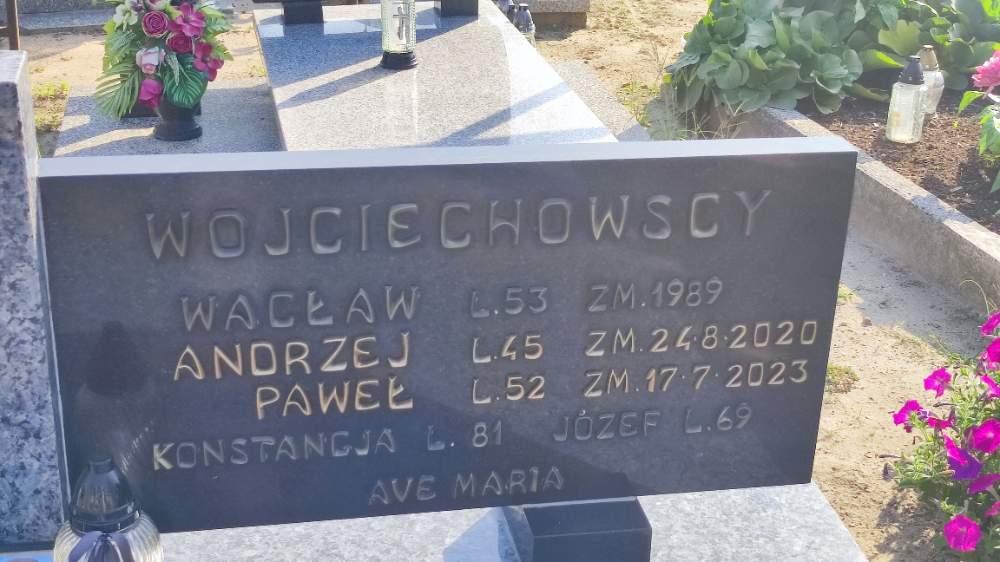 WOJCIECHOWSCY
WACŁAW L.53 ZM.1989
ANDRZEJ L.45 ZM.24·8·2020
PAWEŁ L.52 ZM.17·7·2023
KONSTANCJA L.81 JÓZEF L.69
AVE MARIA